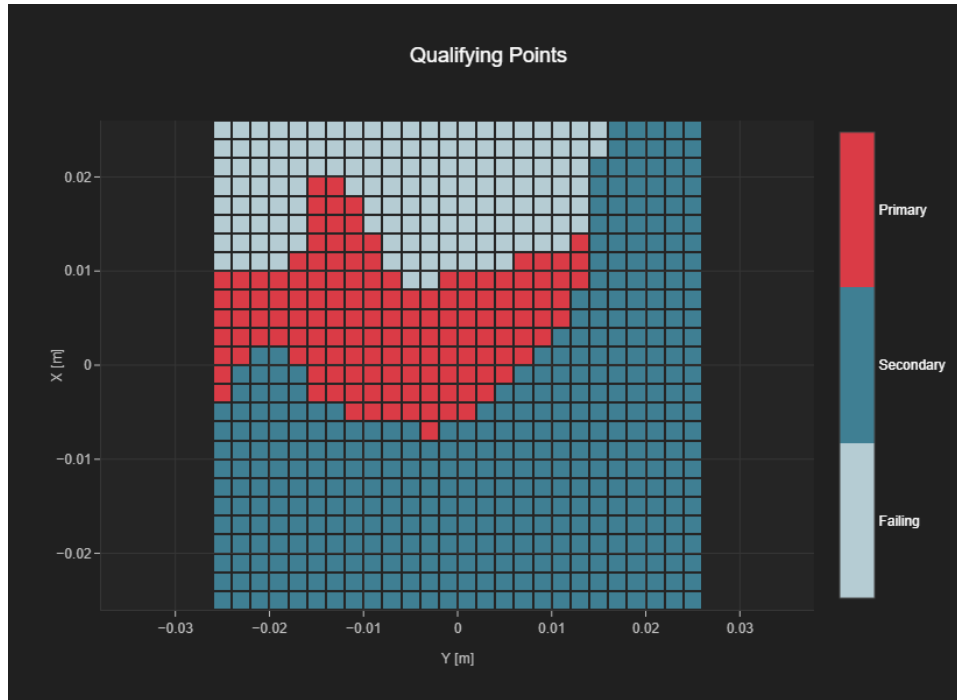 Qualifying Points
0.02
0.01
0
−0.01
−0.02
X [m]
−0.03
−0.02
−0.01
0
0.01
0.02
0.03
Y [m]
Primary
Secondary
Failing